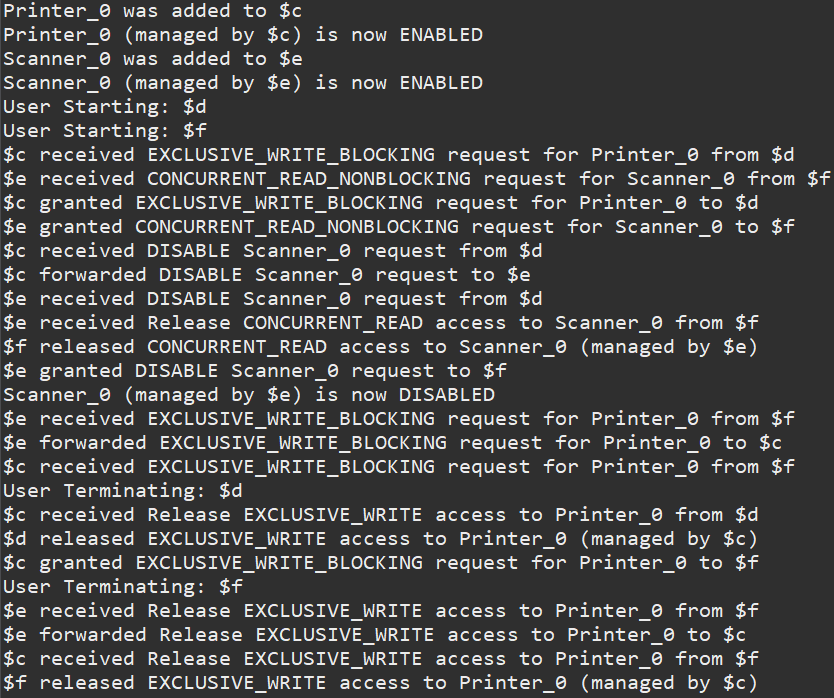 Printer_0 was added to $c
Printer_0 (managed by $c) is now ENABLED
Scanner_0 was added to $e
Scanner_0 (managed by $e) is now ENABLED
User Starting: $d
User Starting: $f
$c received EXCLUSIVE_WRITE_BLOCKING request for Printer_0 from $d
$e received CONCURRENT_READ_NONBLOCKING request for Scanner_0 from $f
$c granted EXCLUSIVE_WRITE_BLOCKING request for Printer_0 to $d
$e granted CONCURRENT_READ_NONBLOCKING request for Scanner_0 to $f
$c received DISABLE Scanner_0 request from $d
$c forwarded DISABLE Scanner_0 request to $e
$e received DISABLE Scanner_0 request from $d
$e received Release CONCURRENT_READ access to Scanner_0 from $f
$f released CONCURRENT_READ access to Scanner_0 (managed by $e)
$e granted DISABLE Scanner_0 request to $f
Scanner_0 (managed by $e) is now DISABLED
$e received EXCLUSIVE_WRITE_BLOCKING request for Printer_0 from $f
$e forwarded EXCLUSIVE_WRITE_BLOCKING request for Printer_0 to $c
$c received EXCLUSIVE_WRITE_BLOCKING request for Printer_0 from $f
User Terminating: $d
$c received Release EXCLUSIVE_WRITE access to Printer_0 from $d
$d released EXCLUSIVE_WRITE access to Printer_0 (managed by $c)
$c granted EXCLUSIVE_WRITE_BLOCKING request for Printer_0 to $f
User Terminating: $f
$e received Release EXCLUSIVE_WRITE access to Printer_0 from $f
$e forwarded Release EXCLUSIVE_WRITE access to Printer_0 to $c
$c received Release EXCLUSIVE_WRITE access to Printer_0 from $f
$f released EXCLUSIVE_WRITE access to Printer_0 (managed by $c)